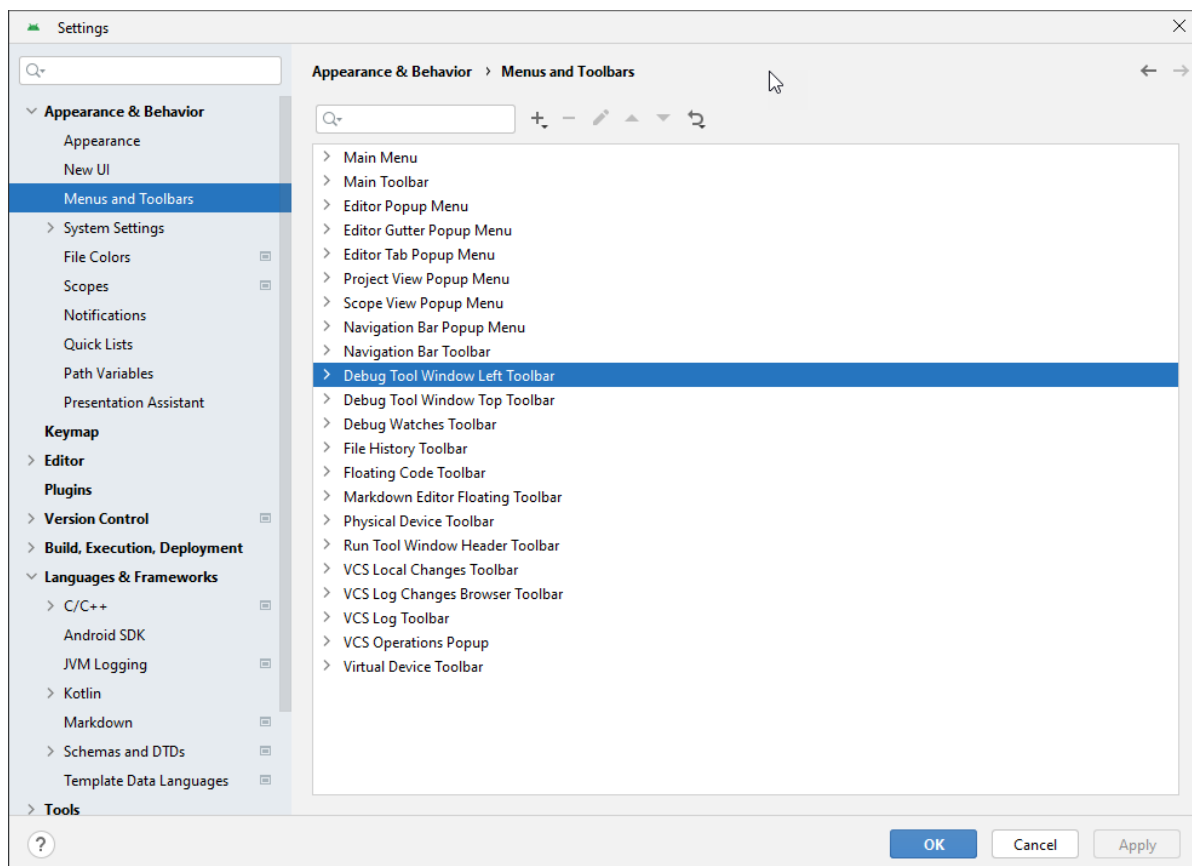 Settings
Appearance & Behavior
Appearance
New UI
Menus and Toolbars
System Settings
File Colors
Scopes
Notifications
Quick Lists
Path Variables
Presentation Assistant
Keymap
Editor
Plugins
Version Control
Build, Execution, Deployment
Languages & Frameworks
C/C++
Android SDK
JVM Logging
Kotlin
Markdown
Schemas and DTDs
Template Data Languages
Tools
Appearance & Behavior › Menus and Toolbars
Main Menu
Main Toolbar
Editor Popup Menu
Editor Gutter Popup Menu
Editor Tab Popup Menu
Project View Popup Menu
Scope View Popup Menu
Navigation Bar Popup Menu
Navigation Bar Toolbar
Debug Tool Window Left Toolbar
Debug Tool Window Top Toolbar
Debug Watches Toolbar
File History Toolbar
Floating Code Toolbar
Markdown Editor Floating Toolbar
Physical Device Toolbar
Run Tool Window Header Toolbar
VCS Local Changes Toolbar
VCS Log Changes Browser Toolbar
VCS Log Toolbar
VCS Operations Popup
Virtual Device Toolbar
?
OK
Cancel
Apply